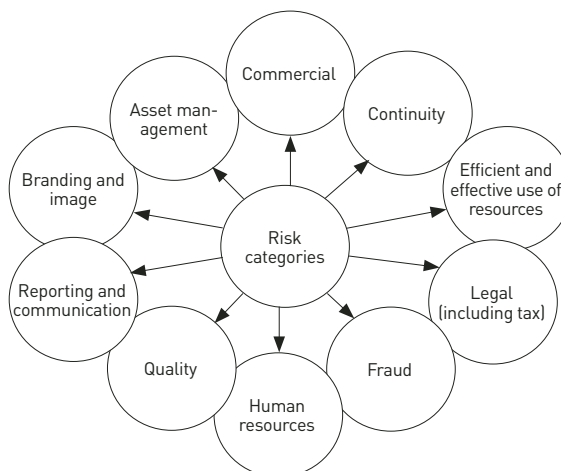 Commercial
Asset man-
agement
Continuity
Branding and
image
Efficient and
effective use of
resources
Risk
categories
Reporting and
communication
Legal
(including tax)
Quality
Fraud
Human
resources